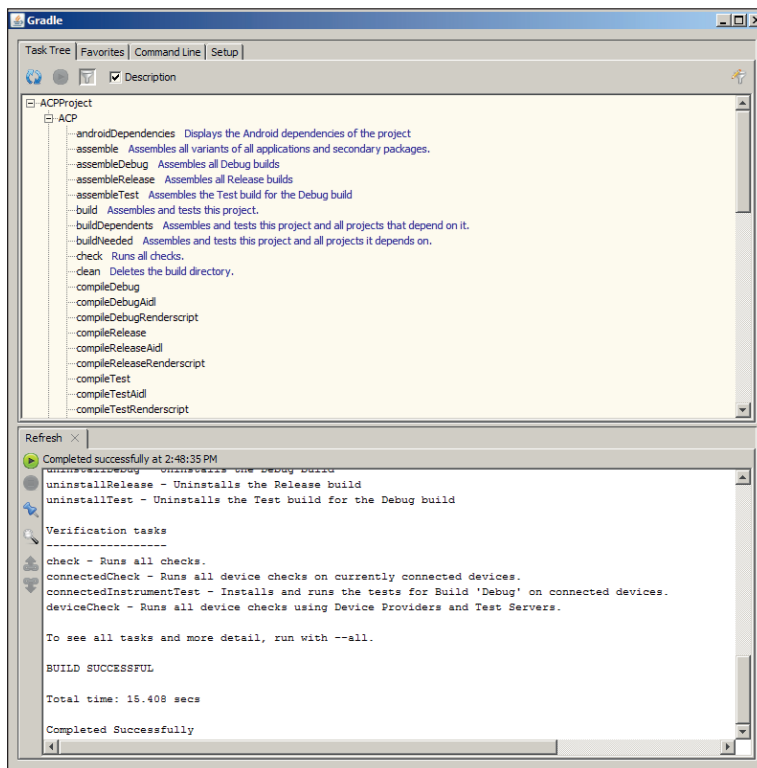 Gradle
Task Tree Favorites Command Line Setup
Description
ACPProject
ACP
androidDependencies Displays the Android dependencies of the project
assemble Assembles all variants of all applications and secondary packages.
assembleDebug Assembles all Debug builds
assembleRelease Assembles all Release builds
assembleTest Assembles the Test build for the Debug build
build Assembles and tests this project.
buildDependents Assembles and tests this project and all projects that depend on it.
buildNeeded Assembles and tests this project and all projects it depends on.
check Runs all checks.
clean Deletes the build directory.
compileDebug
compileDebugAidl
compileDebugRenderscript
compileRelease
compileReleaseAidl
compileReleaseRenderscript
compileTest
compileTestAidl
compileTestRenderscript
Refresh
Completed successfully at 2:48:35 PM
uninstallDebug - Uninstalls the Debug build
uninstallRelease - Uninstalls the Release build
uninstallTest - Uninstalls the Test build for the Debug build
Verification tasks
------------------
check - Runs all checks.
connectedCheck - Runs all device checks on currently connected devices.
connectedInstrumentTest - Installs and runs the tests for Build 'Debug' on connected devices.
deviceCheck - Runs all device checks using Device Providers and Test Servers.
To see all tasks and more detail, run with --all.
BUILD SUCCESSFUL
Total time: 15.408 secs
Completed Successfully